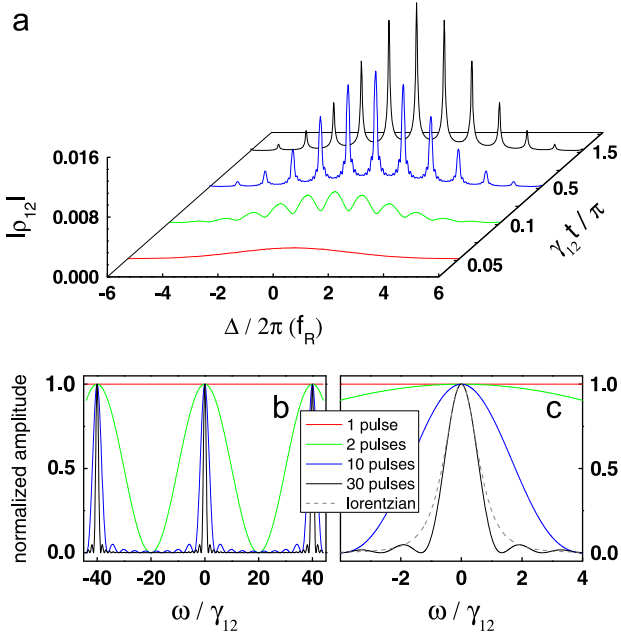 a
|ρ₁₂|
0.016
0.008
0.000
-6 -4 -2 0 2 4 6
Δ / 2π (f_R)
0.05 0.1 0.5 1.5
γ₁₂ t / π
b
normalized amplitude
1.0
0.5
0.0
-40 -20 0 20 40
ω / γ₁₂
1 pulse
2 pulses
10 pulses
30 pulses
lorentzian
c
1.0
0.5
0.0
-4 -2 0 2 4
ω / γ₁₂